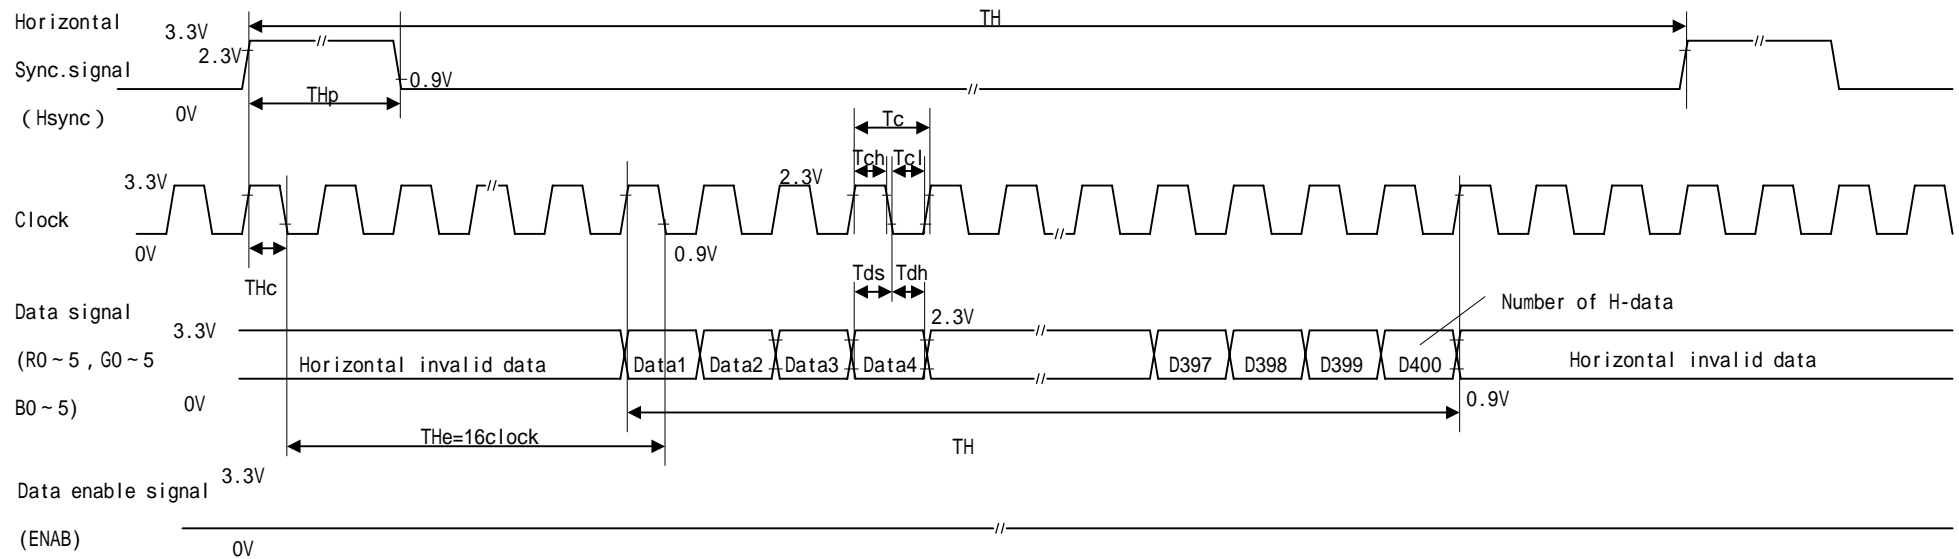 Horizontal
3.3V
TH
2.3V
Sync.signal
0.9V
THp
(Hsync)
0V
Tc
Tch Tcl
3.3V
2.3V
Clock
0V
0.9V
THc
Tds Tdh
Number of H-data
Data signal
3.3V
2.3V
(R0~5,G0~5
Horizontal invalid data
Data1 Data2 Data3 Data4
D397 D398 D399 D400
Horizontal invalid data
B0~5)
0V
0.9V
THe=16clock
TH
3.3V
Data enable signal
(ENAB)
0V